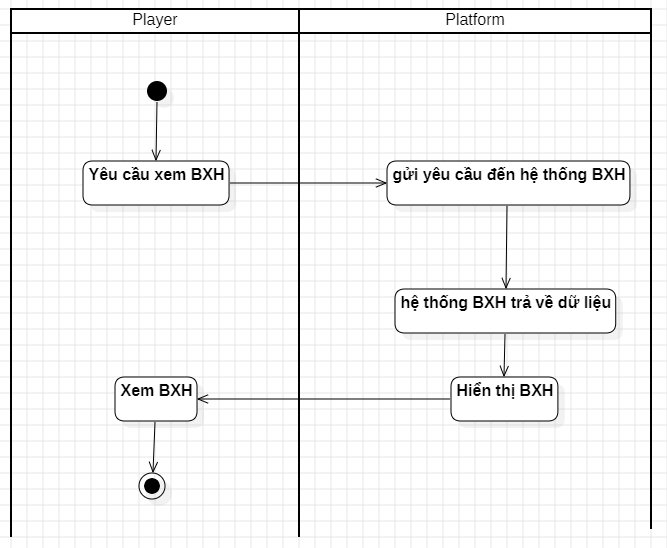 Player
Platform
Yêu cầu xem BXH
gửi yêu cầu đến hệ thống BXH
hệ thống BXH trả về dữ liệu
Xem BXH
Hiển thị BXH